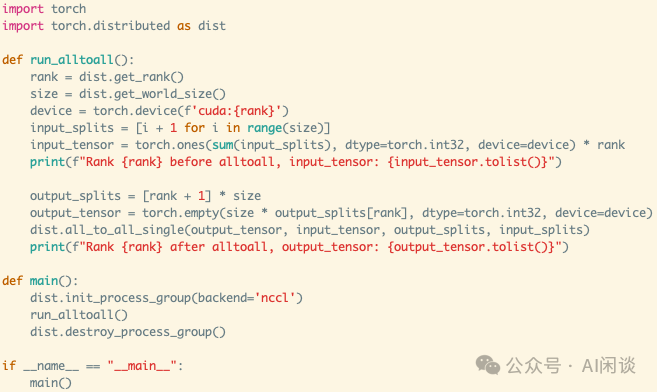 import torch
import torch.distributed as dist

def run_alltoall():
    rank = dist.get_rank()
    size = dist.get_world_size()
    device = torch.device(f'cuda:{rank}')
    input_splits = [i + 1 for i in range(size)]
    input_tensor = torch.ones(sum(input_splits), dtype=torch.int32, device=device) * rank
    print(f"Rank {rank} before alltoall, input_tensor: {input_tensor.tolist()}")

    output_splits = [rank + 1] * size
    output_tensor = torch.empty(size * output_splits[rank], dtype=torch.int32, device=device)
    dist.all_to_all_single(output_tensor, input_tensor, output_splits, input_splits)
    print(f"Rank {rank} after alltoall, output_tensor: {output_tensor.tolist()}")

def main():
    dist.init_process_group(backend='nccl')
    run_alltoall()
    dist.destroy_process_group()

if __name__ == "__main__":
    main()
公众号 · AI闲谈